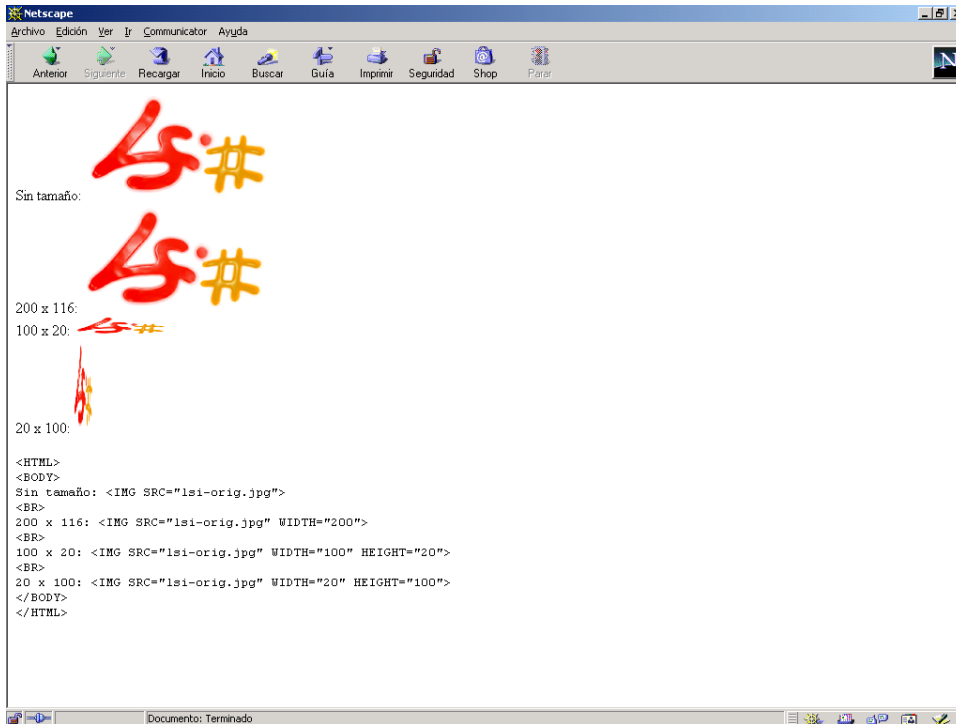 Netscape
Archivo Edición Ver Ir Communicator Ayuda
Anterior Siguiente Recargar Inicio Buscar Guía Imprimir Seguridad Shop Parar
N
Sin tamaño:
200 x 116:
100 x 20:
20 x 100:
<HTML>
<BODY>
Sin tamaño: <IMG SRC="lsi-orig.jpg">
<BR>
200 x 116: <IMG SRC="lsi-orig.jpg" WIDTH="200">
<BR>
100 x 20: <IMG SRC="lsi-orig.jpg" WIDTH="100" HEIGHT="20">
<BR>
20 x 100: <IMG SRC="lsi-orig.jpg" WIDTH="20" HEIGHT="100">
</BODY>
</HTML>
Documento: Terminado